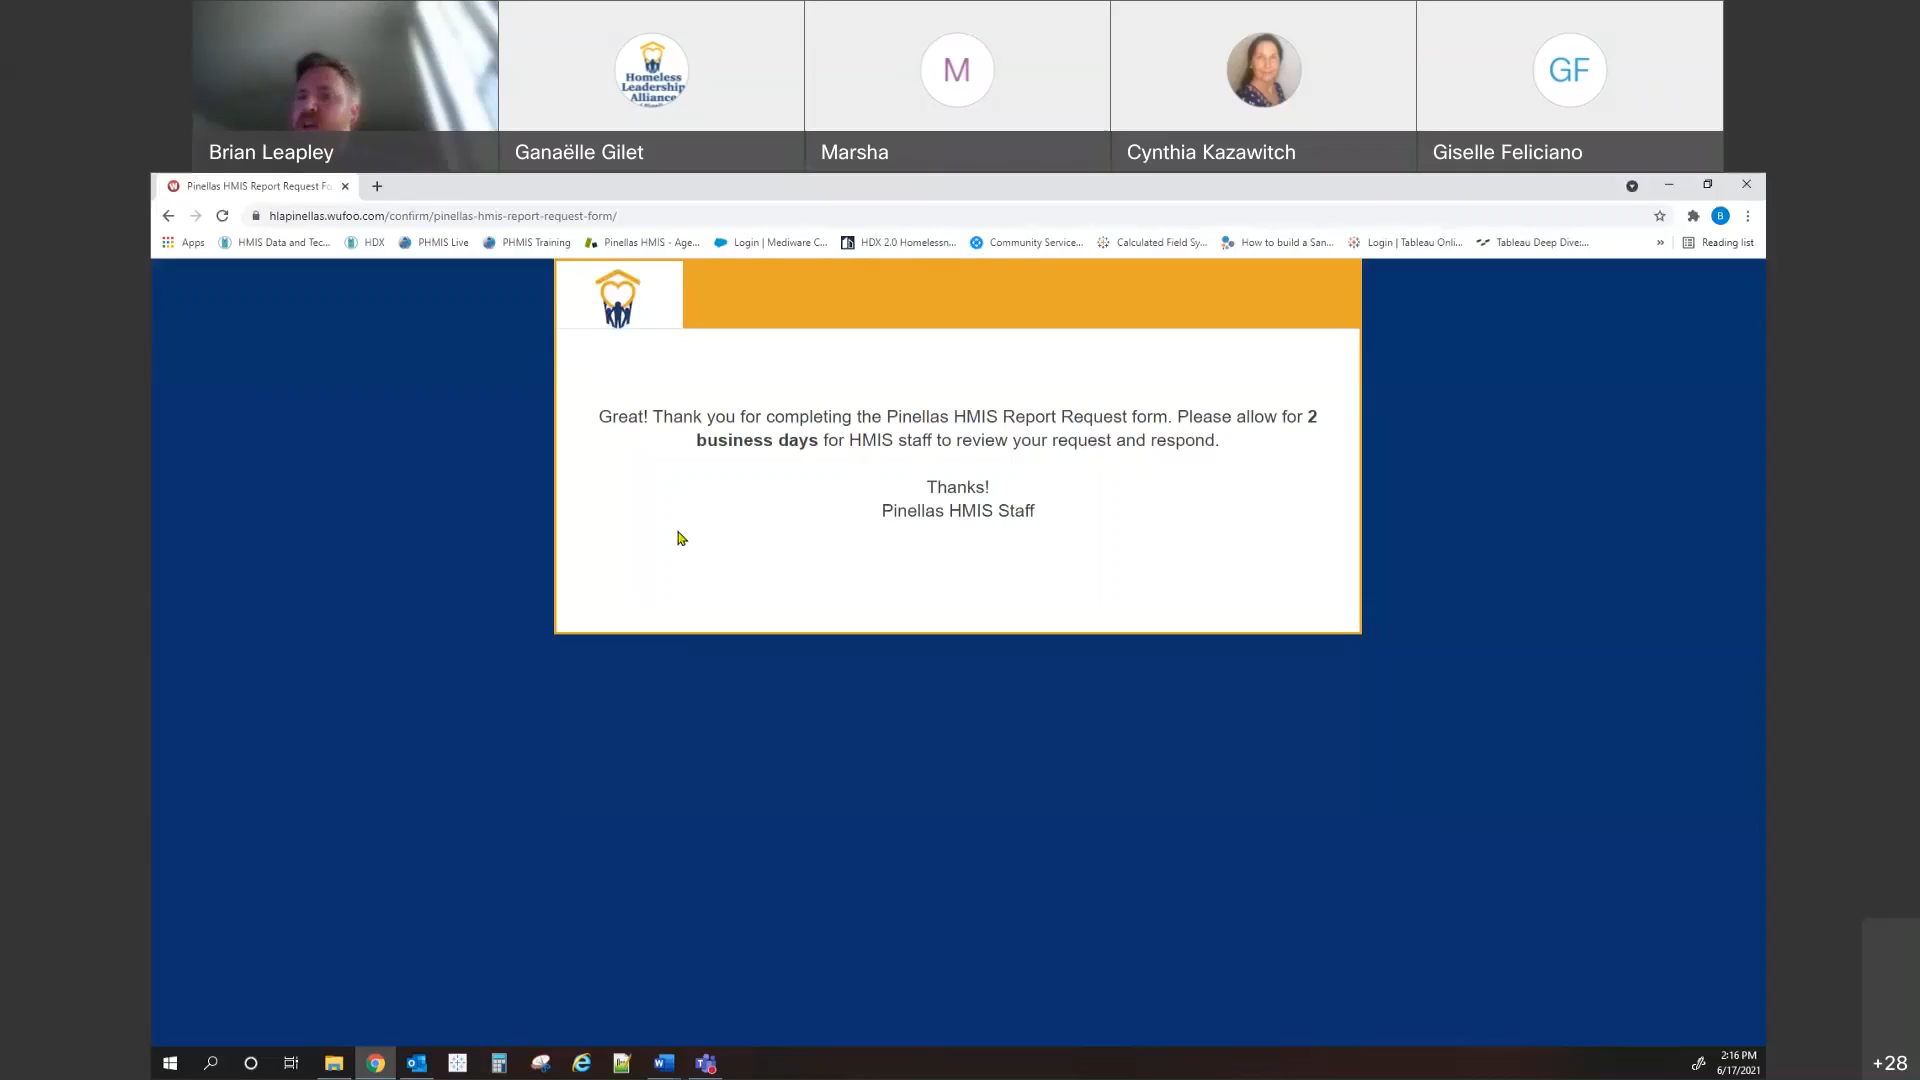 Homeless
Leadership
Alliance
M
GF
Brian Leapley
Ganaëlle Gilet
Marsha
Cynthia Kazawitch
Giselle Feliciano
Pinellas HMIS Report Request Fo
hlapinellas.wufoo.com/confirm/pinellas-hmis-report-request-form/
B
Apps HMIS Data and Tec... HDX PHMIS Live PHMIS Training Pinellas HMIS - Age... Login | Mediware C... HDX 2.0 Homelessn... Community Service... Calculated Field Sy... How to build a San... Login | Tableau Onli... Tableau Deep Dive:... » Reading list
Great! Thank you for completing the Pinellas HMIS Report Request form. Please allow for 2
business days for HMIS staff to review your request and respond.
Thanks!
Pinellas HMIS Staff
2:16 PM
6/17/2021
+28